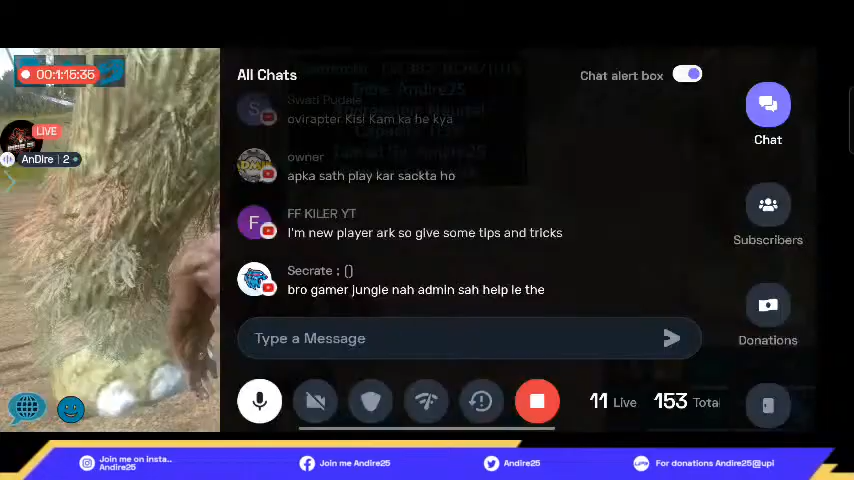 00:1:15:35
LIVE
AnDIre | 2
All Chats
Chat alert box
S
Swati Pudale
ovirapter Kisi Kam ka he kya
owner
apka sath play kar sackta ho
F
FF KILER YT
I'm new player ark so give some tips and tricks
Secrate ; ()
bro gamer jungle nah admin sah help le the
Type a Message
Chat
Subscribers
Donations
11 Live
153 Total
Join me on insta..
Andire25
Join me Andire25
Andire25
UPI
For donations Andire25@upi